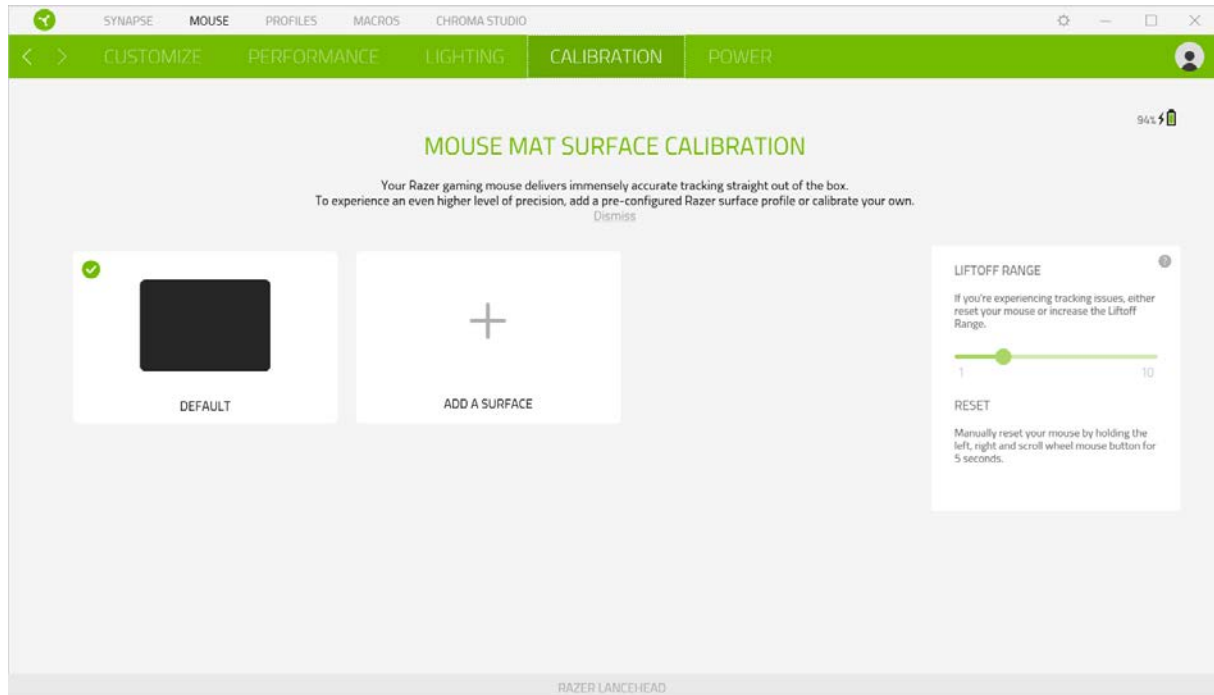 SYNAPSE MOUSE PROFILES MACROS CHROMA STUDIO
CUSTOMIZE PERFORMANCE LIGHTING CALIBRATION POWER
94%
MOUSE MAT SURFACE CALIBRATION
Your Razer gaming mouse delivers immensely accurate tracking straight out of the box.
To experience an even higher level of precision, add a pre-configured Razer surface profile or calibrate your own.
Dismiss
DEFAULT
ADD A SURFACE
LIFTOFF RANGE
?
If you're experiencing tracking issues, either
reset your mouse or increase the Liftoff
Range.
1 10
RESET
Manually reset your mouse by holding the
left, right and scroll wheel mouse button for
5 seconds.
RAZER LANCEHEAD